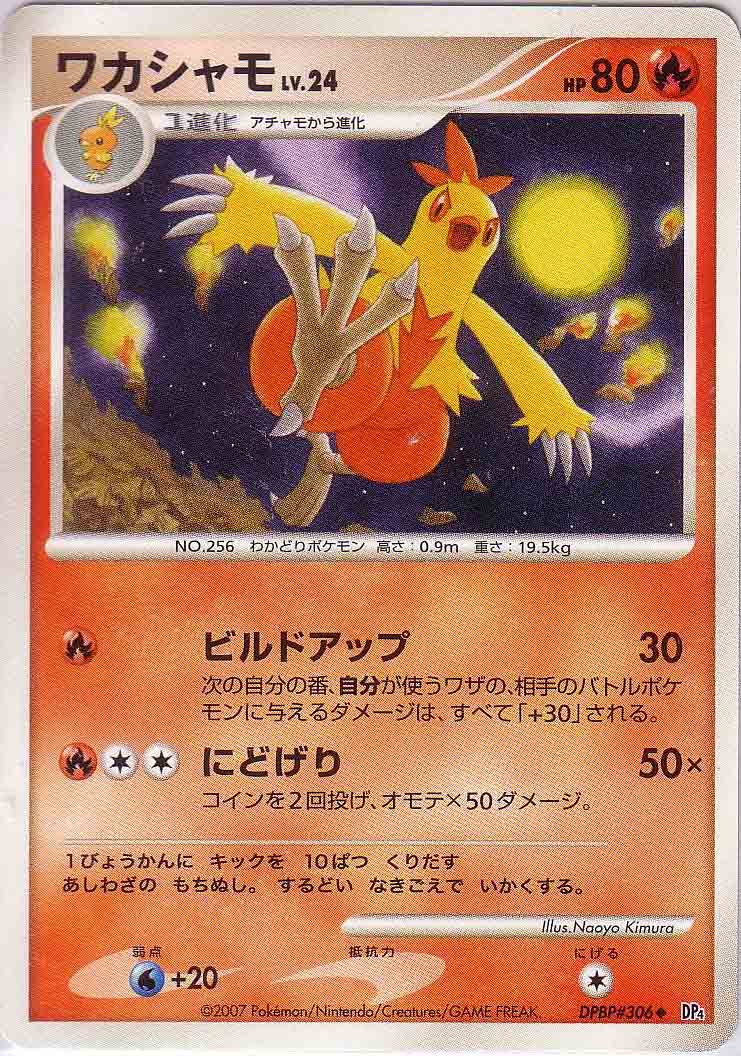 ワカシャモ LV.24 HP 80
1進化 アチャモから進化
NO.256 わかどりポケモン 高さ:0.9m 重さ:19.5kg
ビルドアップ 30
次の自分の番、自分が使うワザの、相手のバトルポケ
モンに与えるダメージは、すべて「+30」される。
にどげり 50×
コインを2回投げ、オモテ×50ダメージ。
1びょうかんに キックを 10ぱつ くりだす
あしわざの もちぬし。 するどい なきごえで いかくする。
Illus.Naoyo Kimura
弱点 抵抗力 にげる
+20
©2007 Pokémon/Nintendo/Creatures/GAME FREAK. DPBP#306 DP4